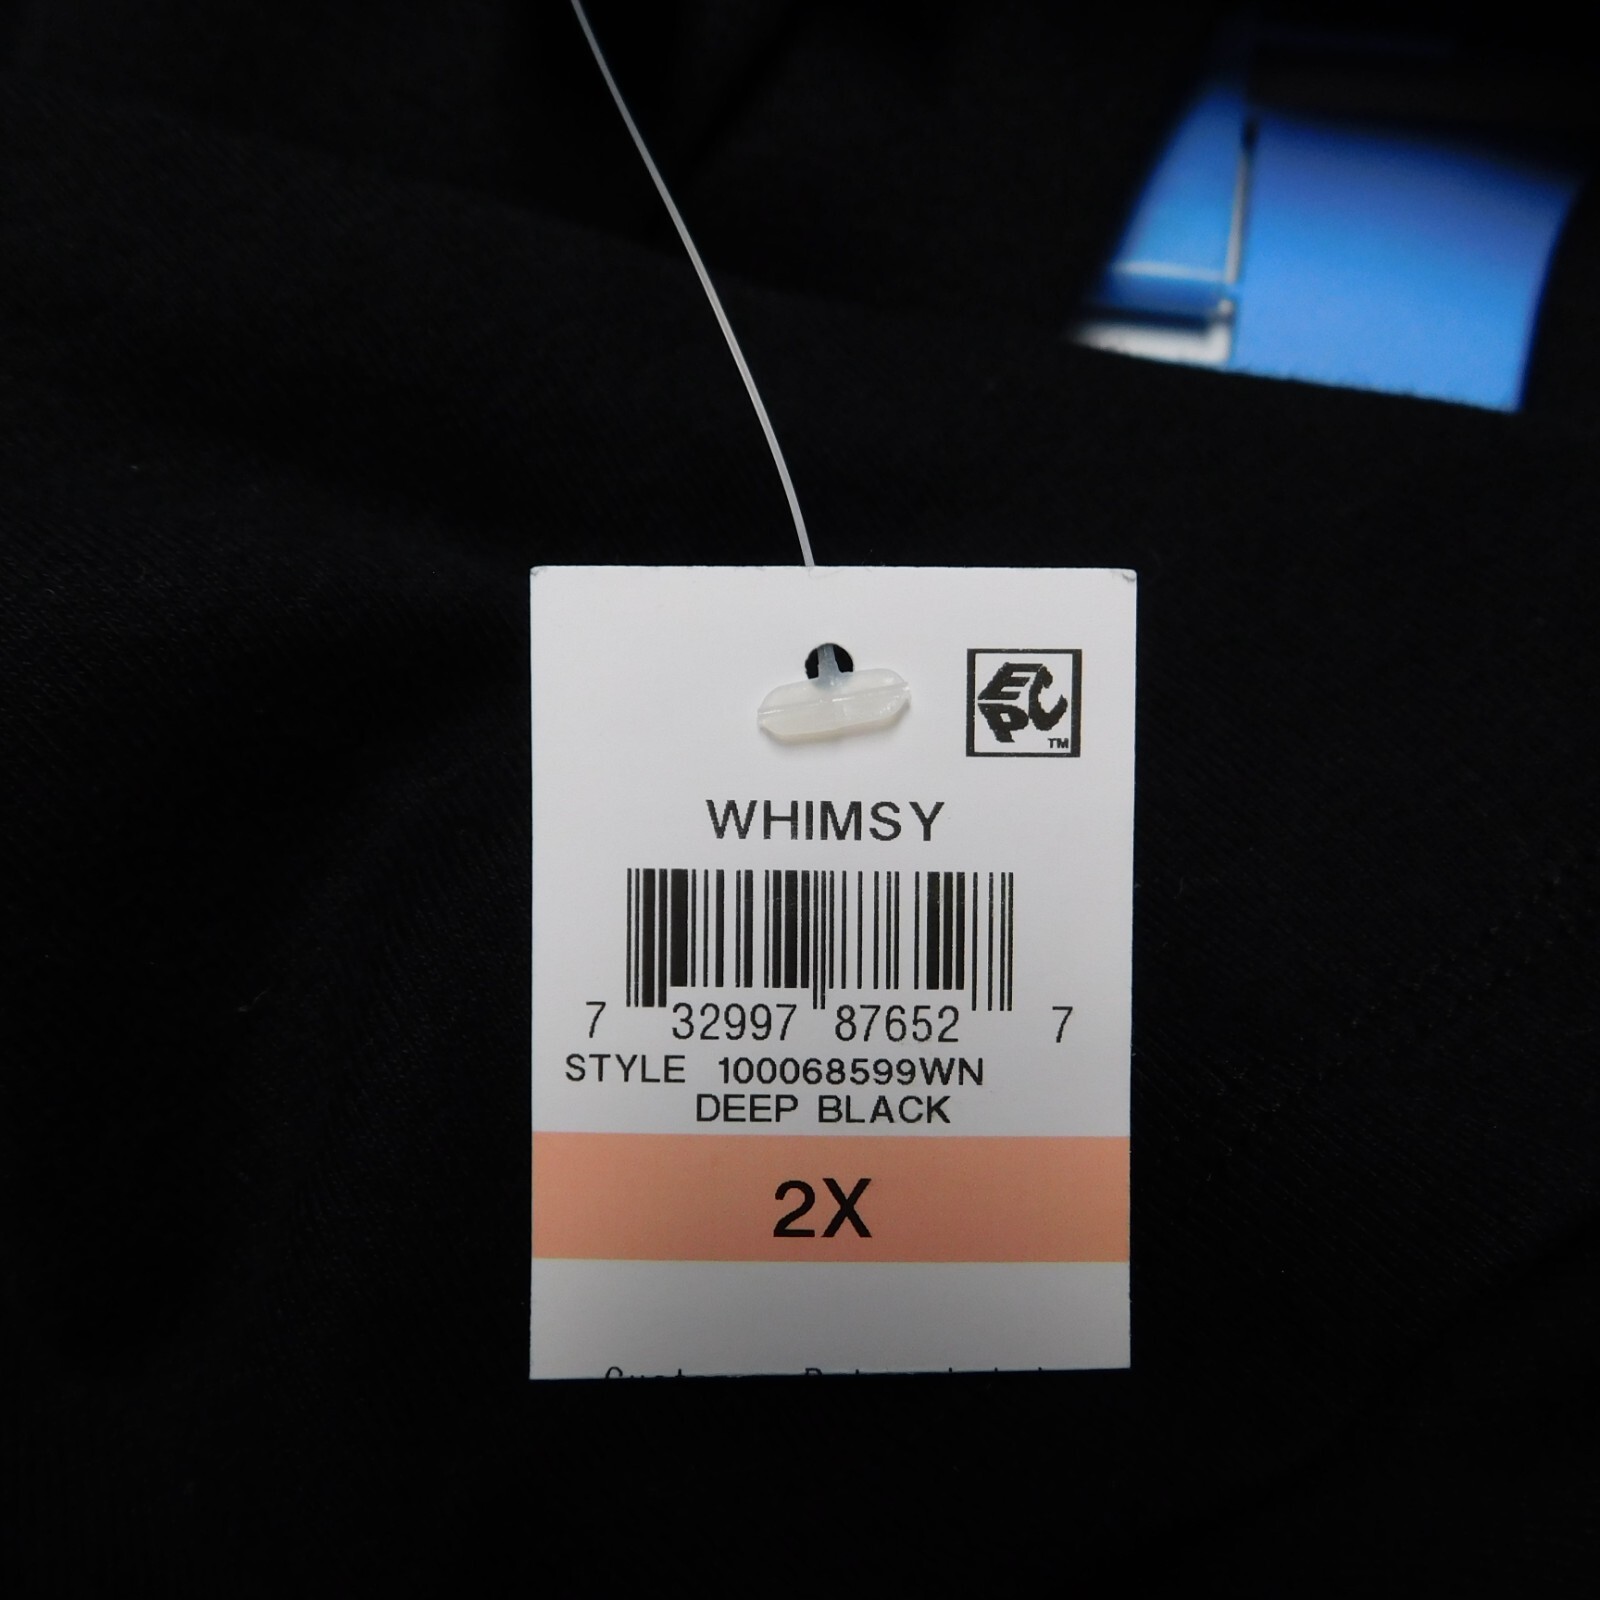 EPC
TM
WHIMSY
7 32997 87652 7
STYLE 100068599WN
DEEP BLACK
2X